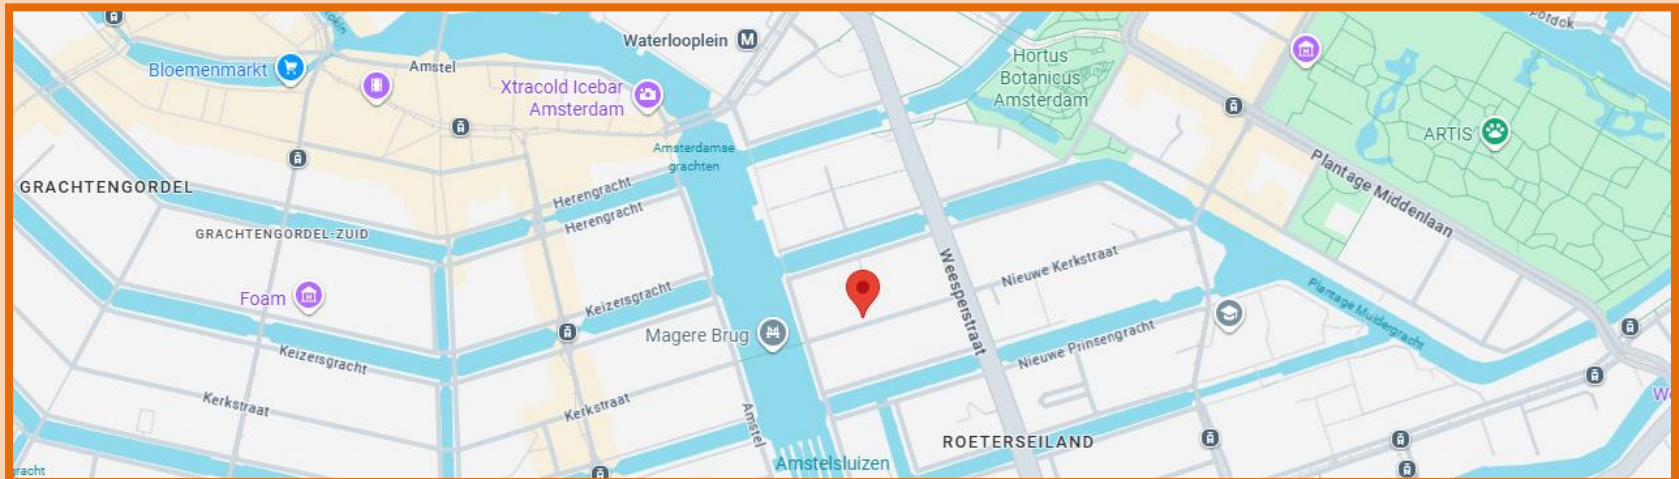 Waterlooplein
M
Bloemenmarkt
Amstel
Xtracold Icebar
Amsterdam
Hortus
Botanicus
Amsterdam
ARTIS
Amsterdamse
grachten
Plantage Middenlaan
GRACHTENGORDEL
Herengracht
Herengracht
GRACHTENGORDEL-ZUID
Weesperstraat
Nieuwe Kerkstraat
Foam
Keizersgracht
Plantage Muidergracht
Magere Brug
Nieuwe Prinsengracht
Keizersgracht
Kerkstraat
Kerkstraat
Amstel
ROETERSEILAND
Amstelsluizen